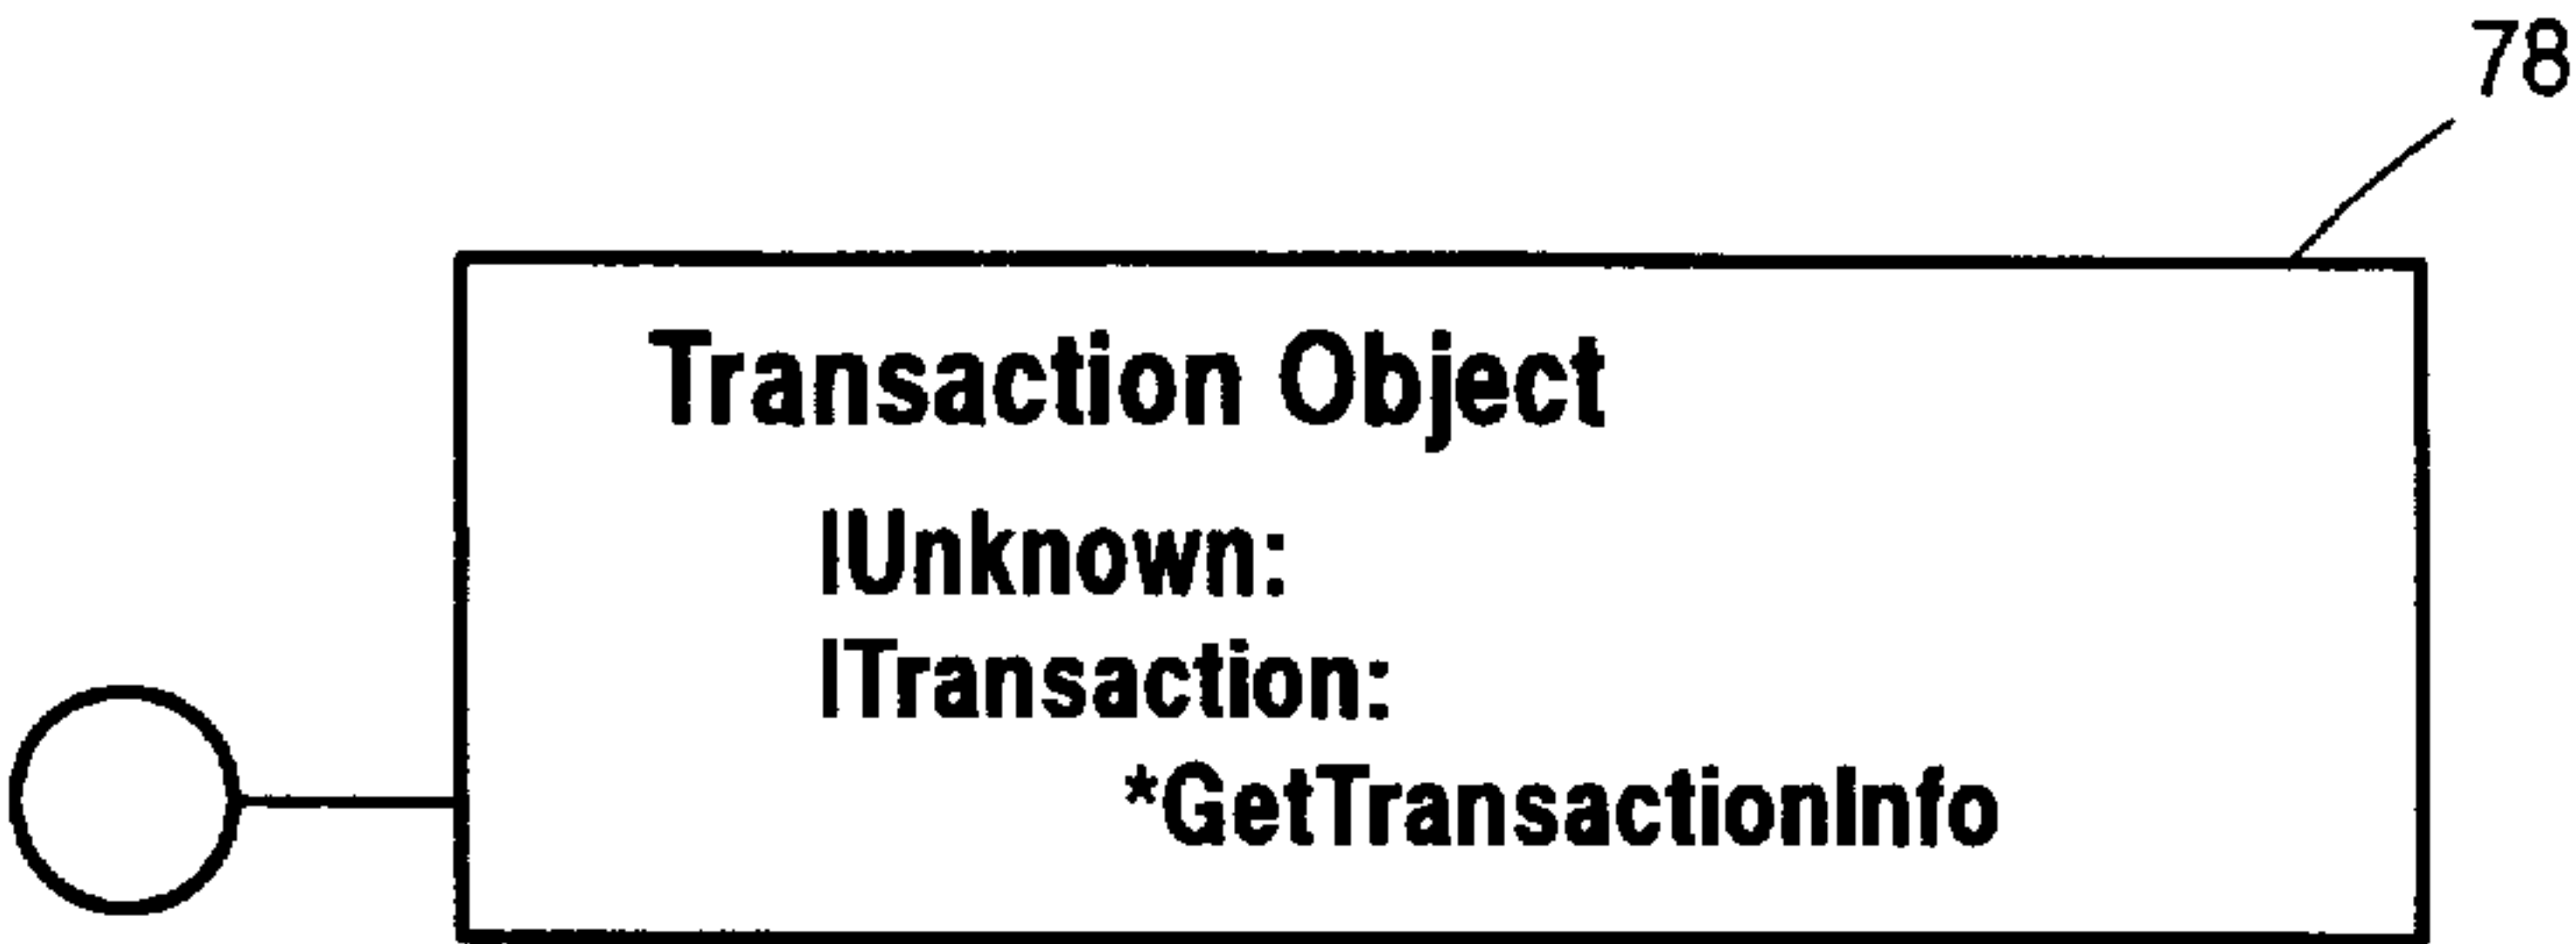 78
Transaction Object
IUnknown:
ITransaction:
*GetTransactionInfo